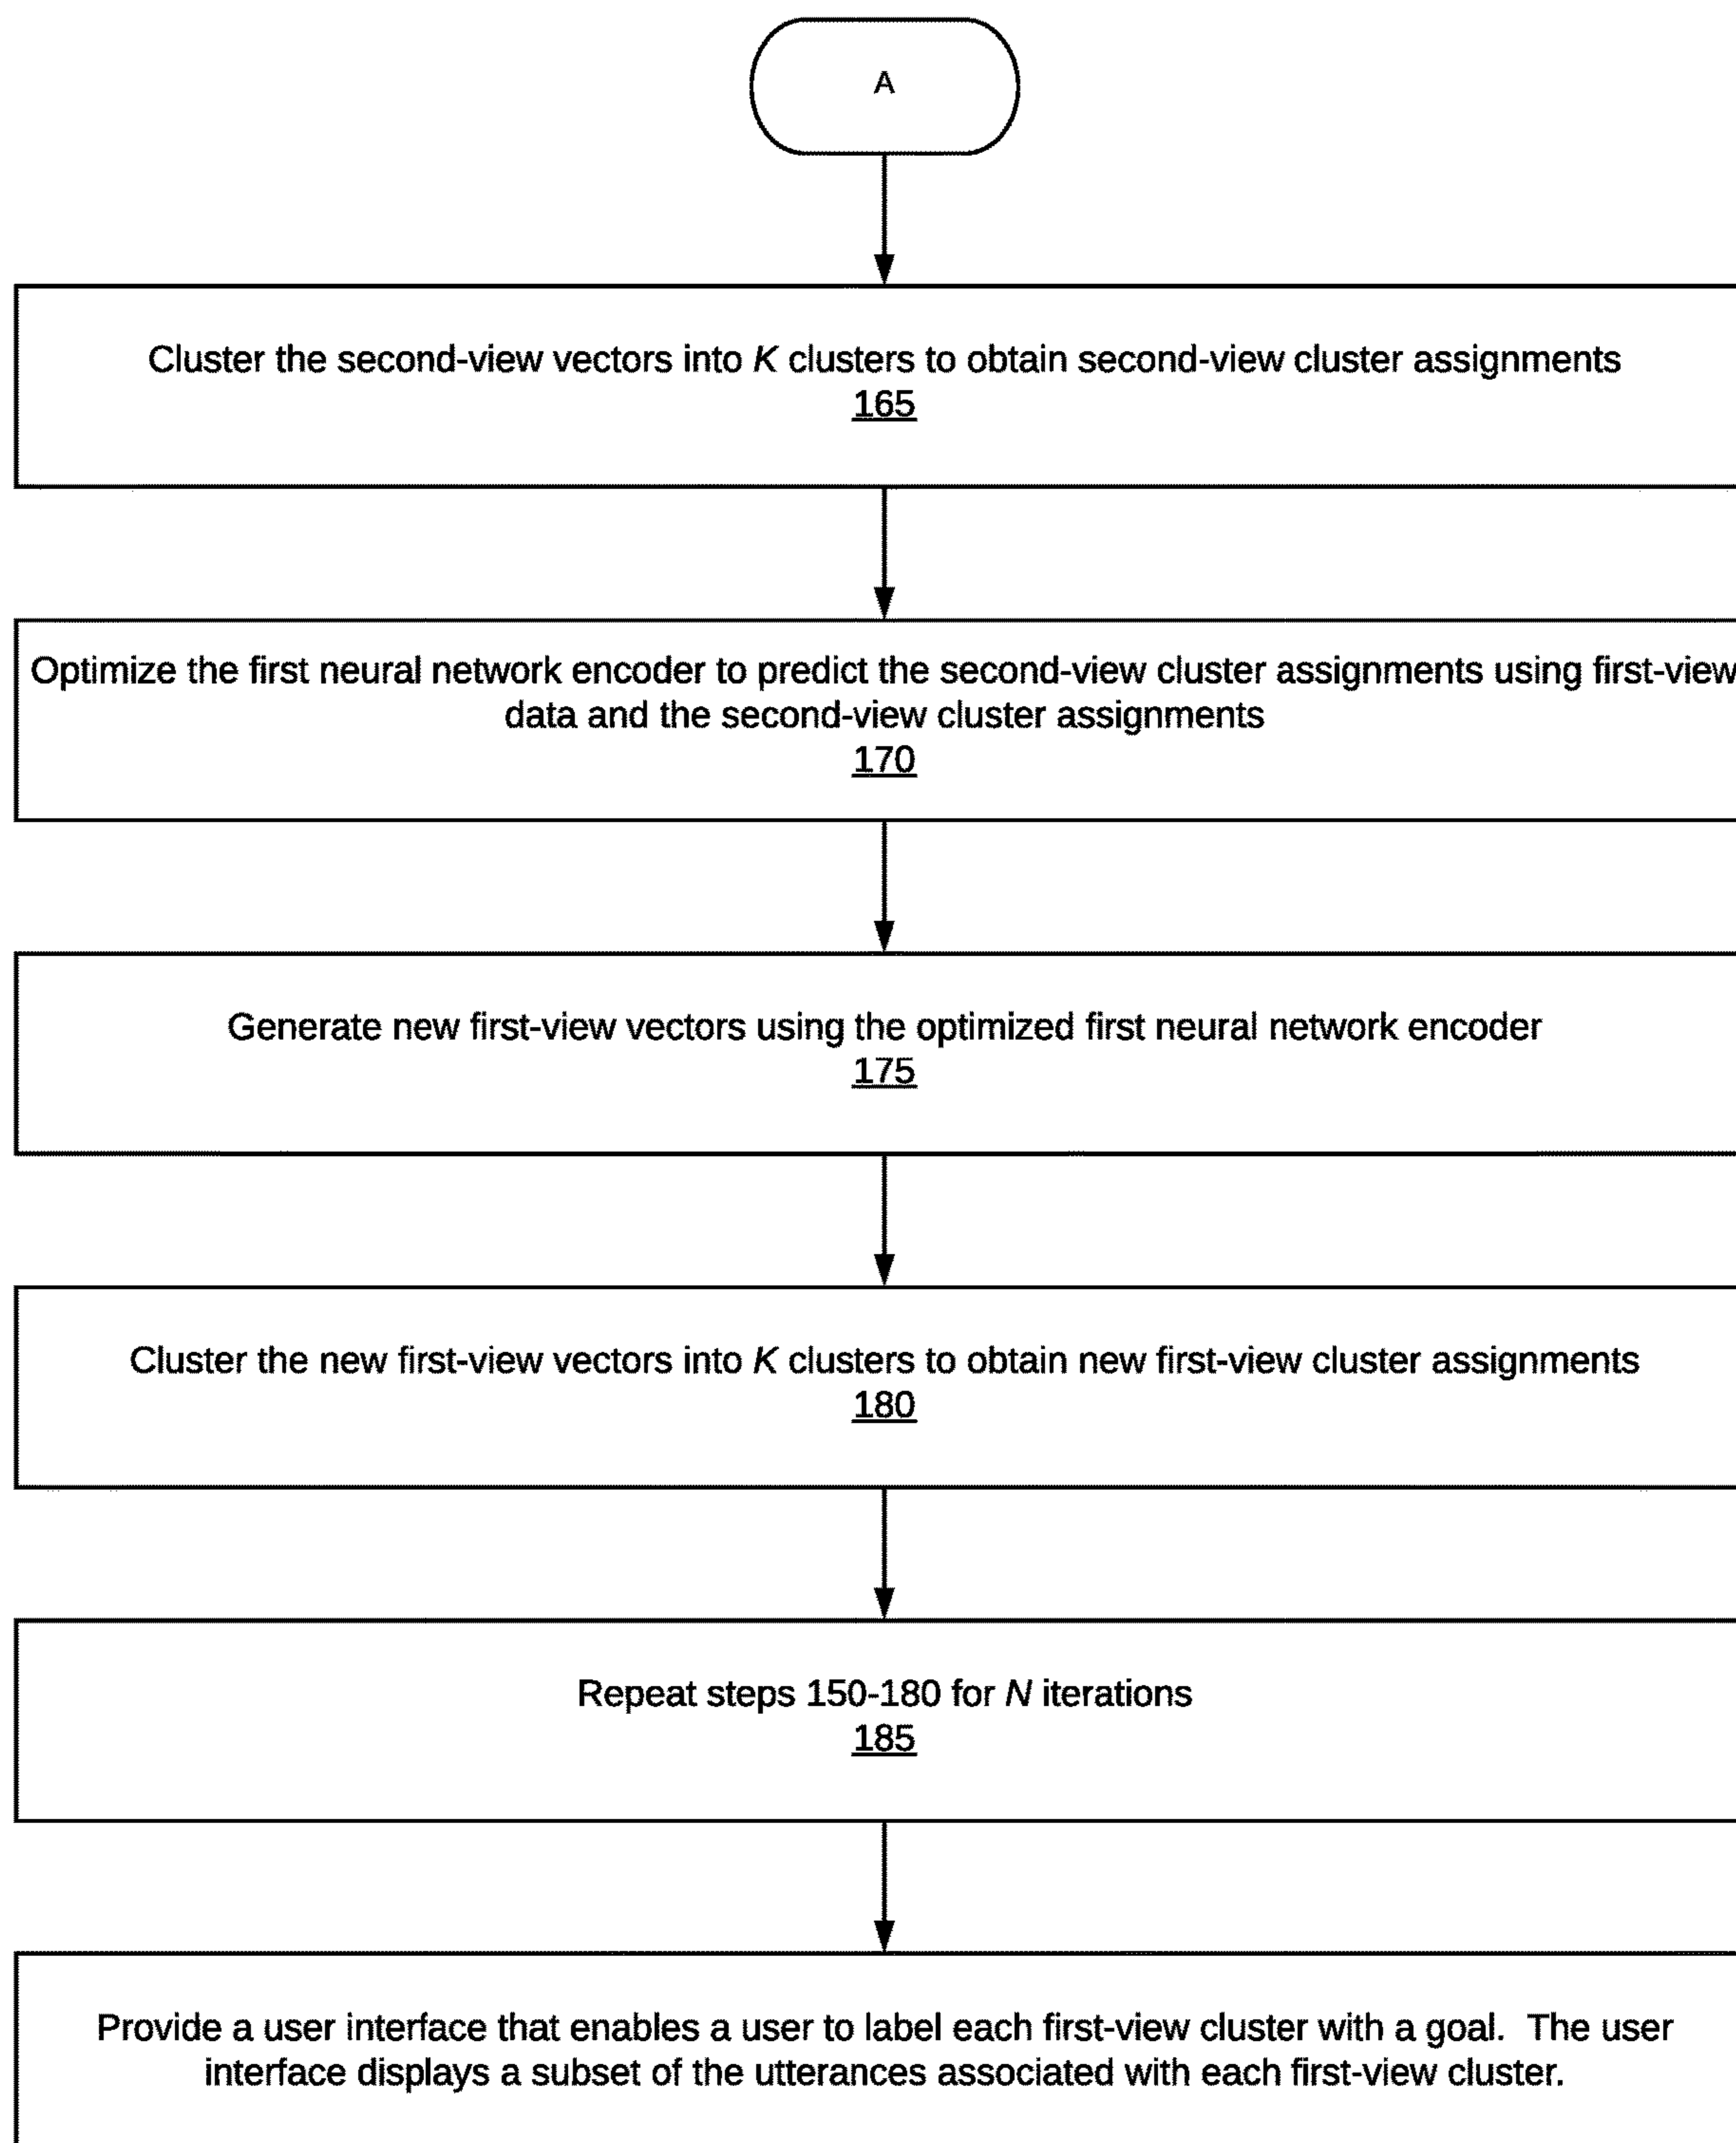 A
Cluster the second-view vectors into K clusters to obtain second-view cluster assignments
165
Optimize the first neural network encoder to predict the second-view cluster assignments using first-view
data and the second-view cluster assignments
170
Generate new first-view vectors using the optimized first neural network encoder
175
Cluster the new first-view vectors into K clusters to obtain new first-view cluster assignments
180
Repeat steps 150-180 for N iterations
185
Provide a user interface that enables a user to label each first-view cluster with a goal.  The user
interface displays a subset of the utterances associated with each first-view cluster.